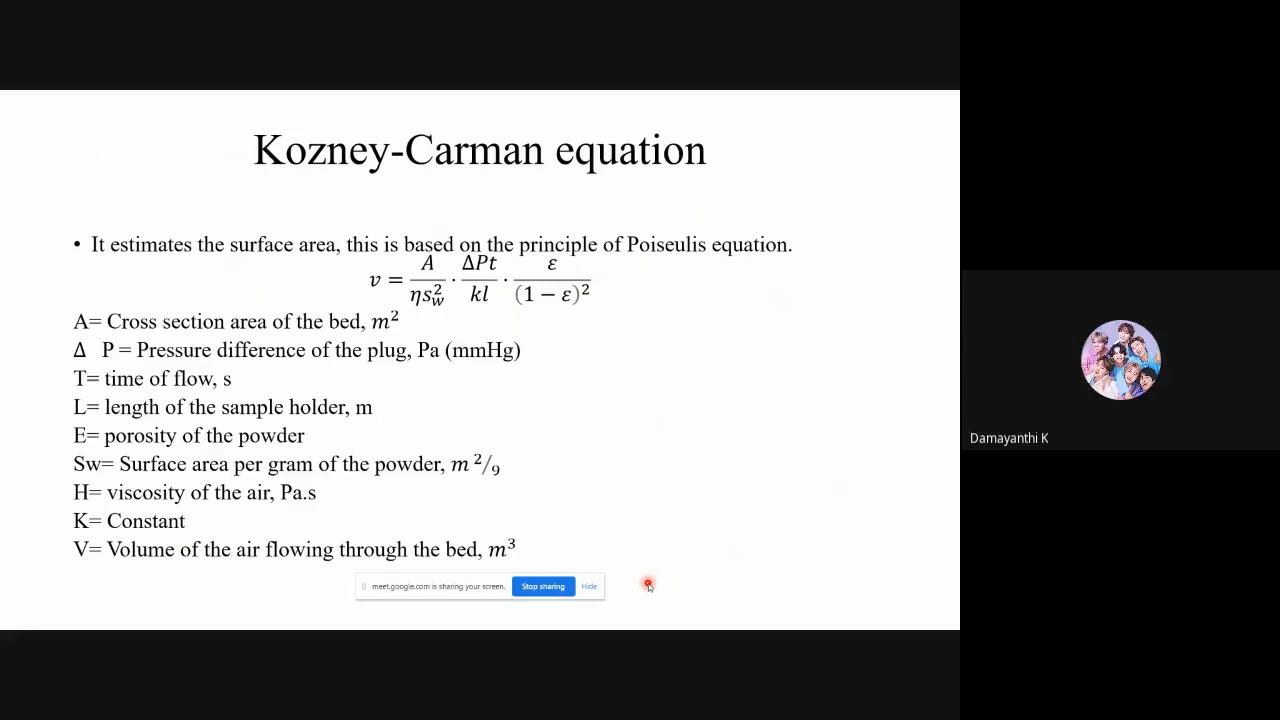 Kozney-Carman equation
• It estimates the surface area, this is based on the principle of Poiseulis equation.
v = A/ηs_w^2 · ΔPt/kl · ε/(1 − ε)^2
A= Cross section area of the bed, m²
Δ P = Pressure difference of the plug, Pa (mmHg)
T= time of flow, s
L= length of the sample holder, m
E= porosity of the powder
Sw= Surface area per gram of the powder, m ²/₉
H= viscosity of the air, Pa.s
K= Constant
V= Volume of the air flowing through the bed, m³
meet.google.com is sharing your screen. Stop sharing Hide
Damayanthi K